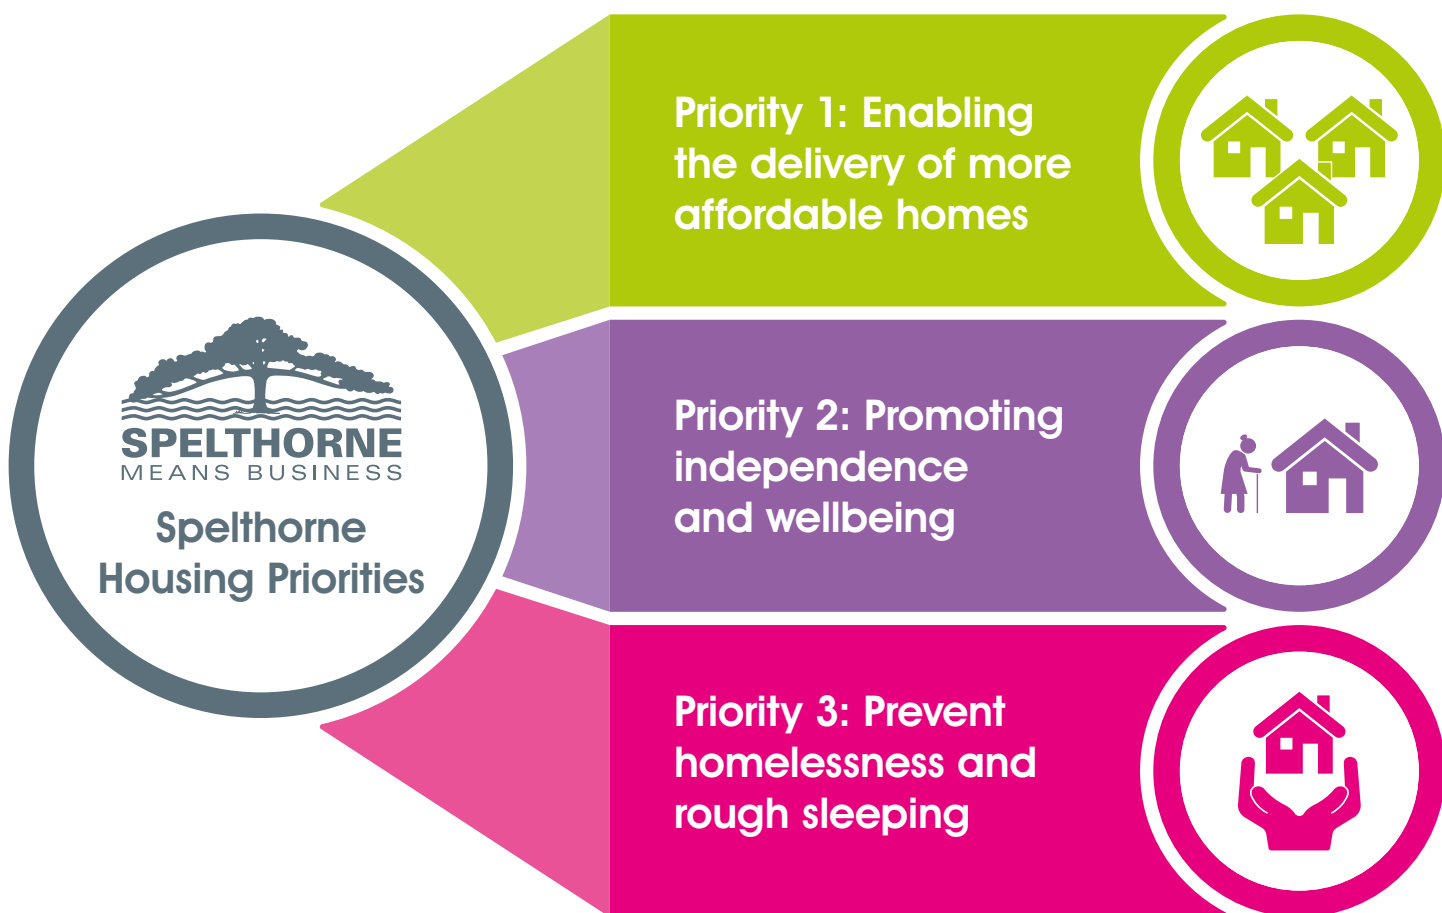 SPELTHORNE
MEANS BUSINESS
Spelthorne
Housing Priorities
Priority 1: Enabling
the delivery of more
affordable homes
Priority 2: Promoting
independence
and wellbeing
Priority 3: Prevent
homelessness and
rough sleeping